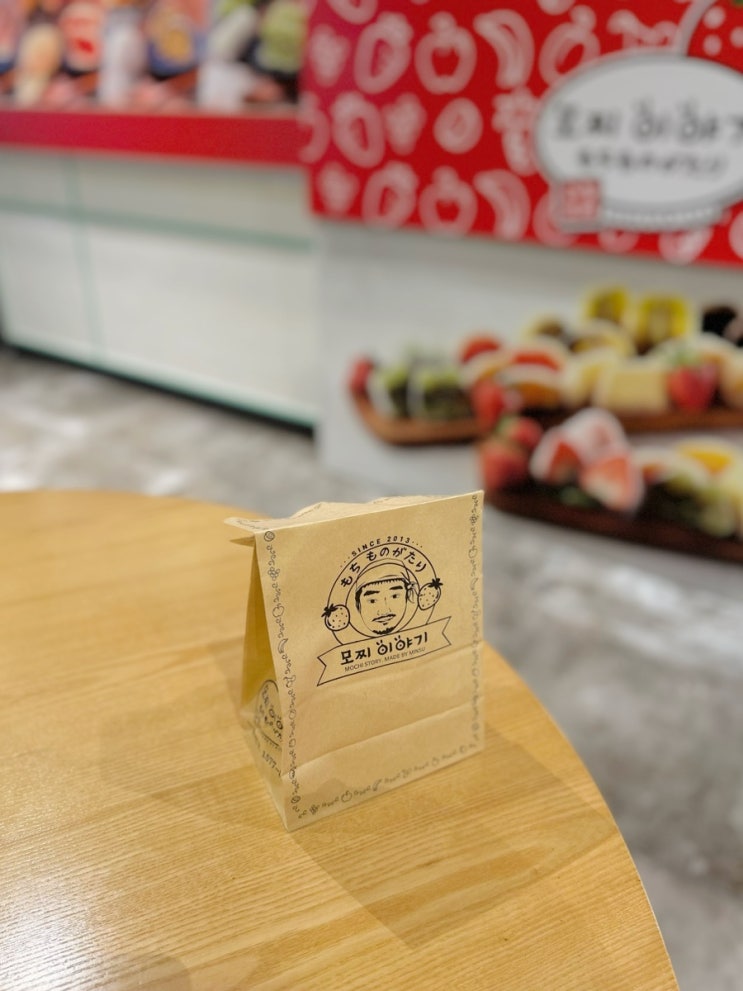 모찌 이야기
···SINCE 2013···
もち ものがたり
모찌 이야기
MOCHI STORY, MADE BY MINSU